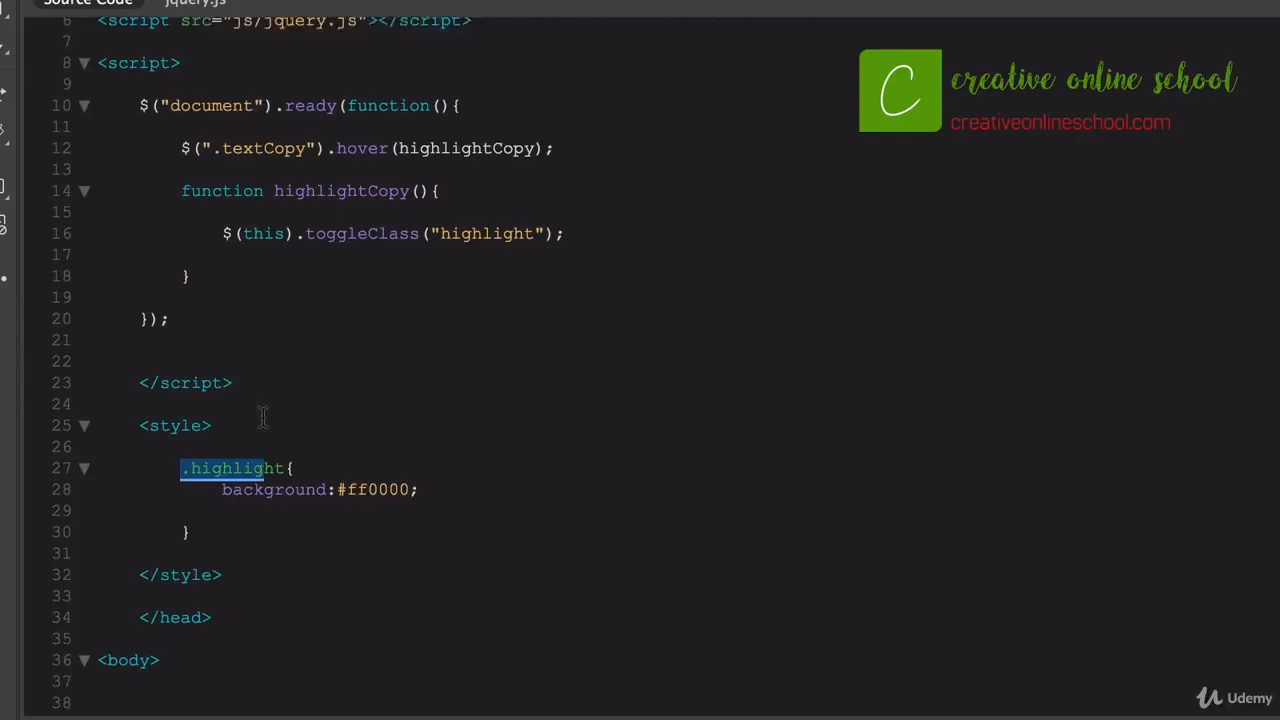 Source Code jquery.js
6 <script src="js/jquery.js"></script>
7
8 <script>
9
10 $("document").ready(function(){
11
12 $(".textCopy").hover(highlightCopy);
13
14 function highlightCopy(){
15
16 $(this).toggleClass("highlight");
17
18 }
19
20 });
21
22
23 </script>
24
25 <style>
26
27 .highlight{
28 background:#ff0000;
29
30 }
31
32 </style>
33
34 </head>
35
36 <body>
37
38
C creative online school
creativeonlineschool.com
Udemy